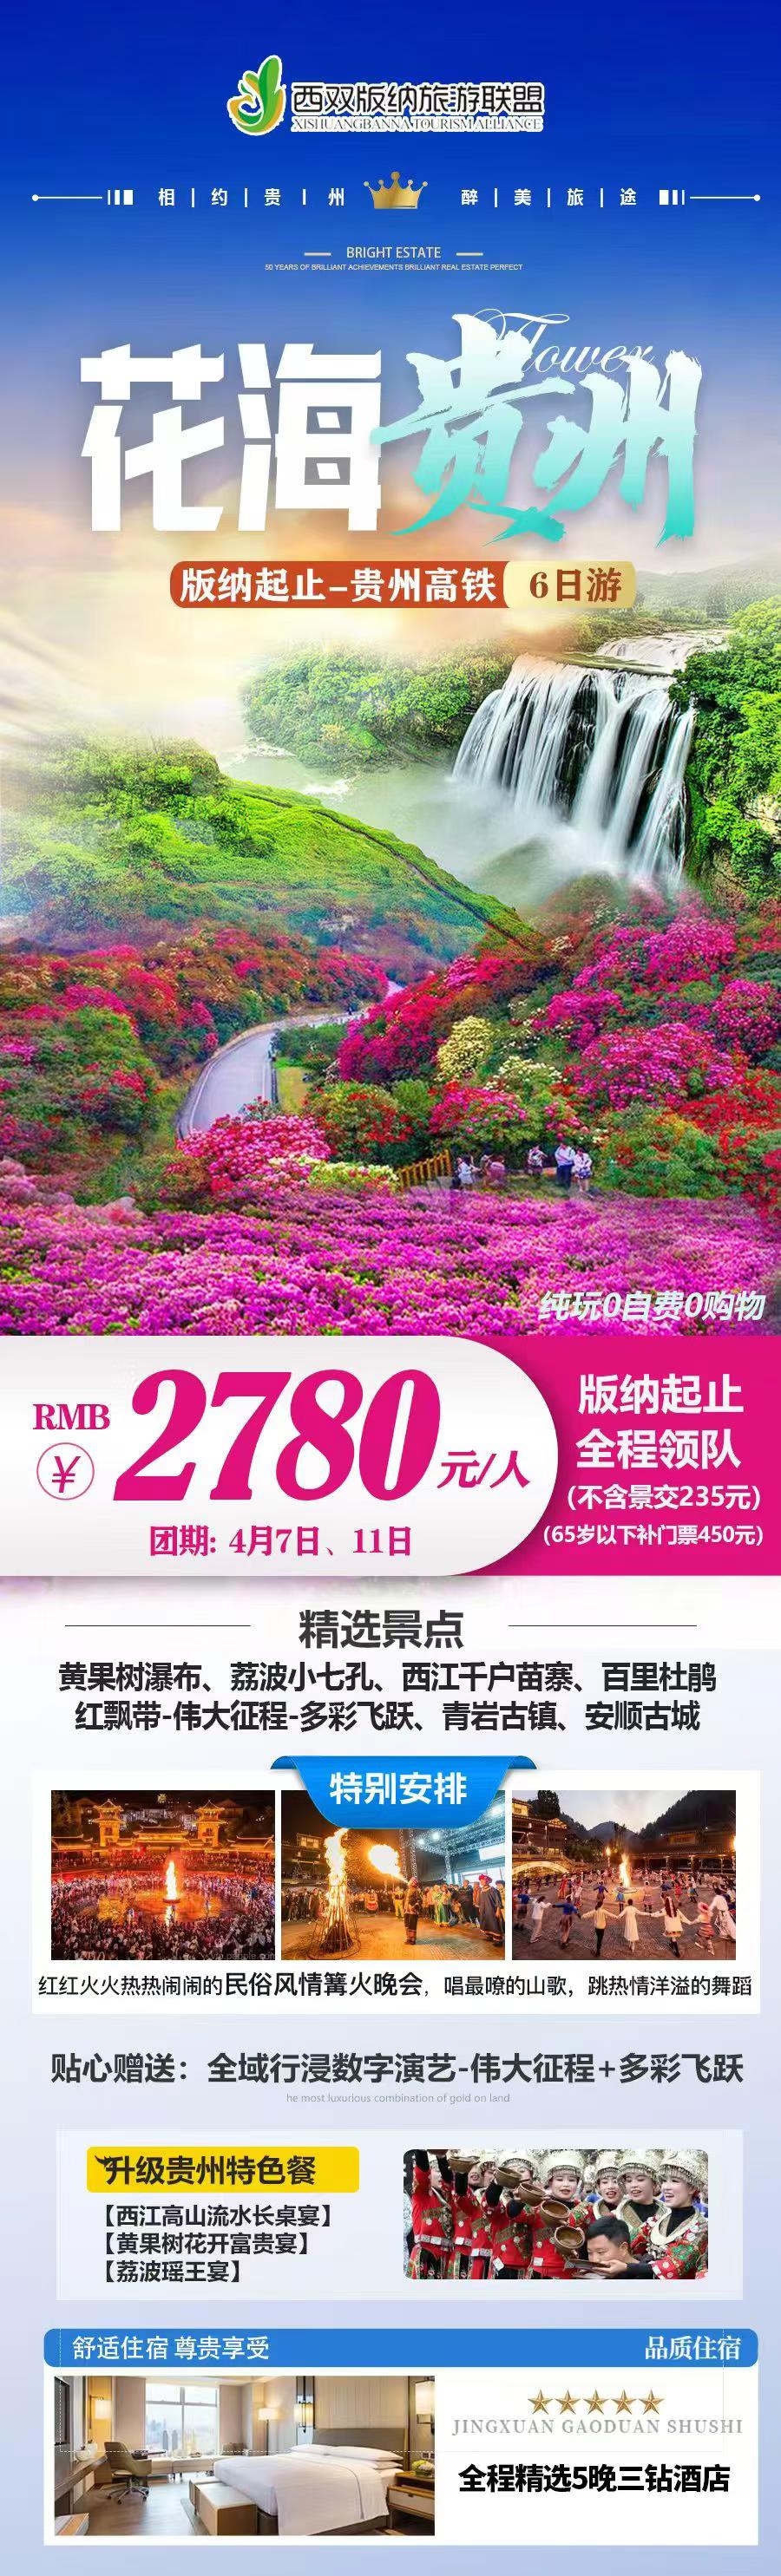 西双版纳旅游联盟
XISHUANGBANNA TOURISM ALLIANCE
相 | 约 | 贵 | 州 醉 | 美 | 旅 | 途
BRIGHT ESTATE
50 YEARS OF BRILLIANT ACHIEVEMENTS BRILLIANT REAL ESTATE PERFECT
Flower
花海贵州
版纳起止-贵州高铁 6日游
纯玩0自费0购物
RMB
¥
2780元/人
团期: 4月7日、11日
版纳起止
全程领队
(不含景交235元)
(65岁以下补门票450元)
精选景点
黄果树瀑布、荔波小七孔、西江千户苗寨、百里杜鹃
红飘带-伟大征程-多彩飞跃、青岩古镇、安顺古城
特别安排
红红火火热热闹闹的民俗风情篝火晚会，唱最嘹的山歌，跳热情洋溢的舞蹈
贴心赠送：全域行浸数字演艺-伟大征程+多彩飞跃
he most luxurious combination of gold on land
升级贵州特色餐
【西江高山流水长桌宴】
【黄果树花开富贵宴】
【荔波瑶王宴】
舒适住宿 尊贵享受 品质住宿
JINGXUAN GAODUAN SHUSHI
全程精选5晚三钻酒店